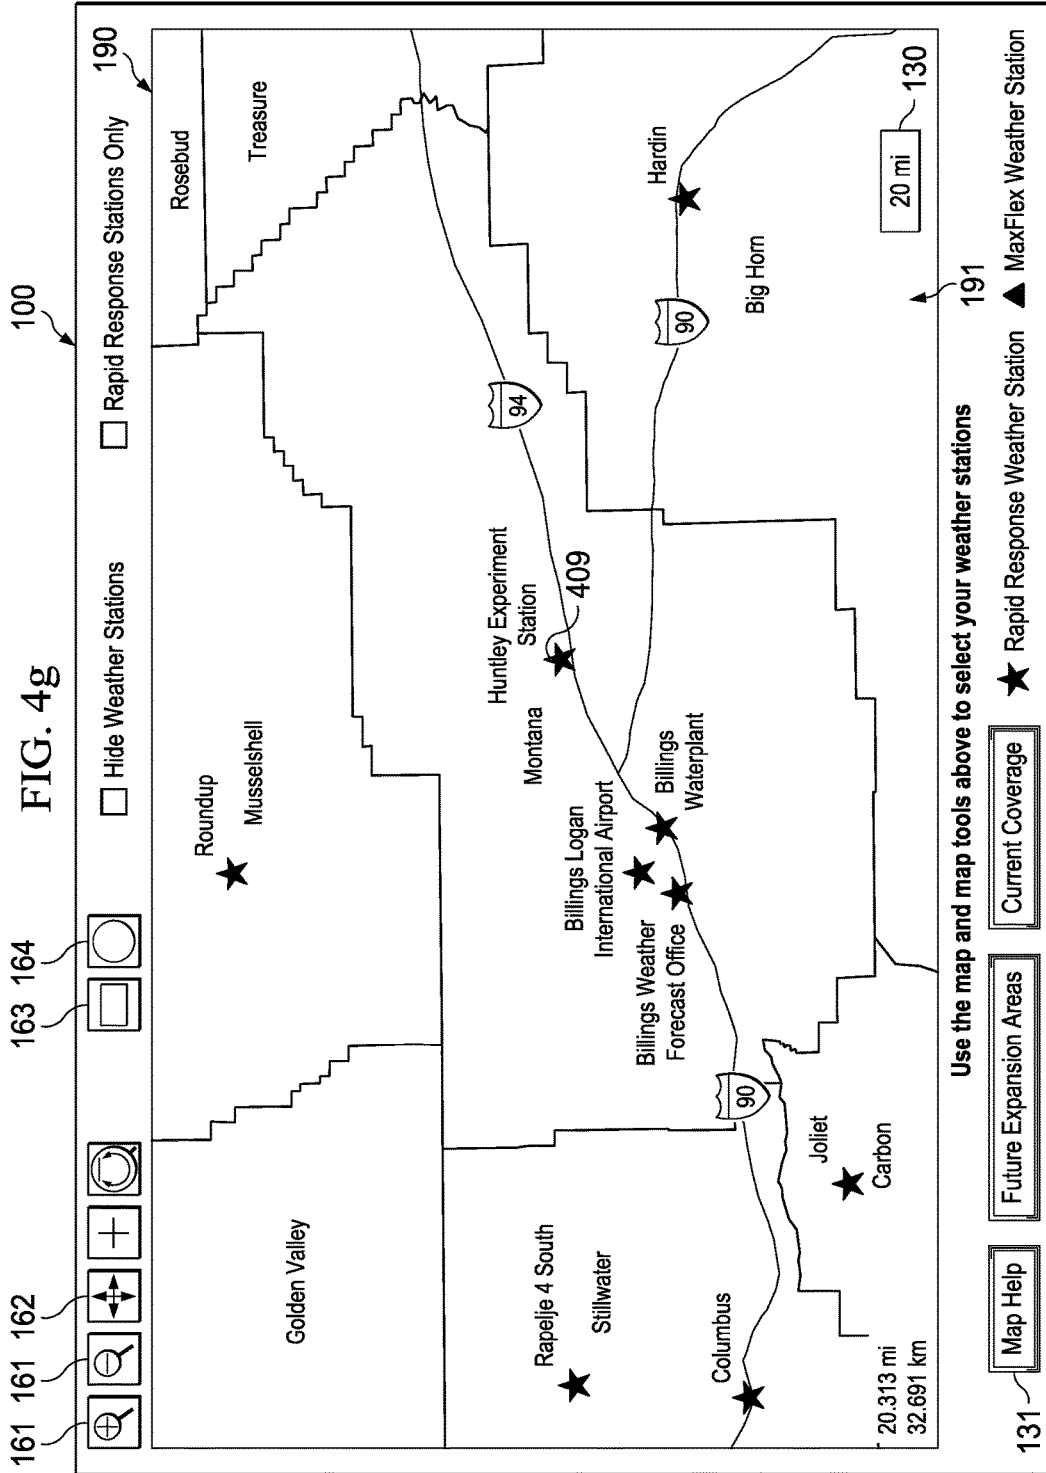 FIG. 4g
100
161
161
162
163
164
190
Hide Weather Stations
Rapid Response Stations Only
Golden Valley
Roundup
Musselshell
Rosebud
Treasure
Rapelje 4 South
Stillwater
Columbus
Huntley Experiment
Station
409
Montana
94
Billings Logan
International Airport
Billings
Waterplant
Billings Weather
Forecast Office
90
90
Hardin
Big Horn
Joliet
Carbon
20.313 mi
32.691 km
20 mi
130
191
Use the map and map tools above to select your weather stations
131
Map Help
Future Expansion Areas
Current Coverage
Rapid Response Weather Station
MaxFlex Weather Station